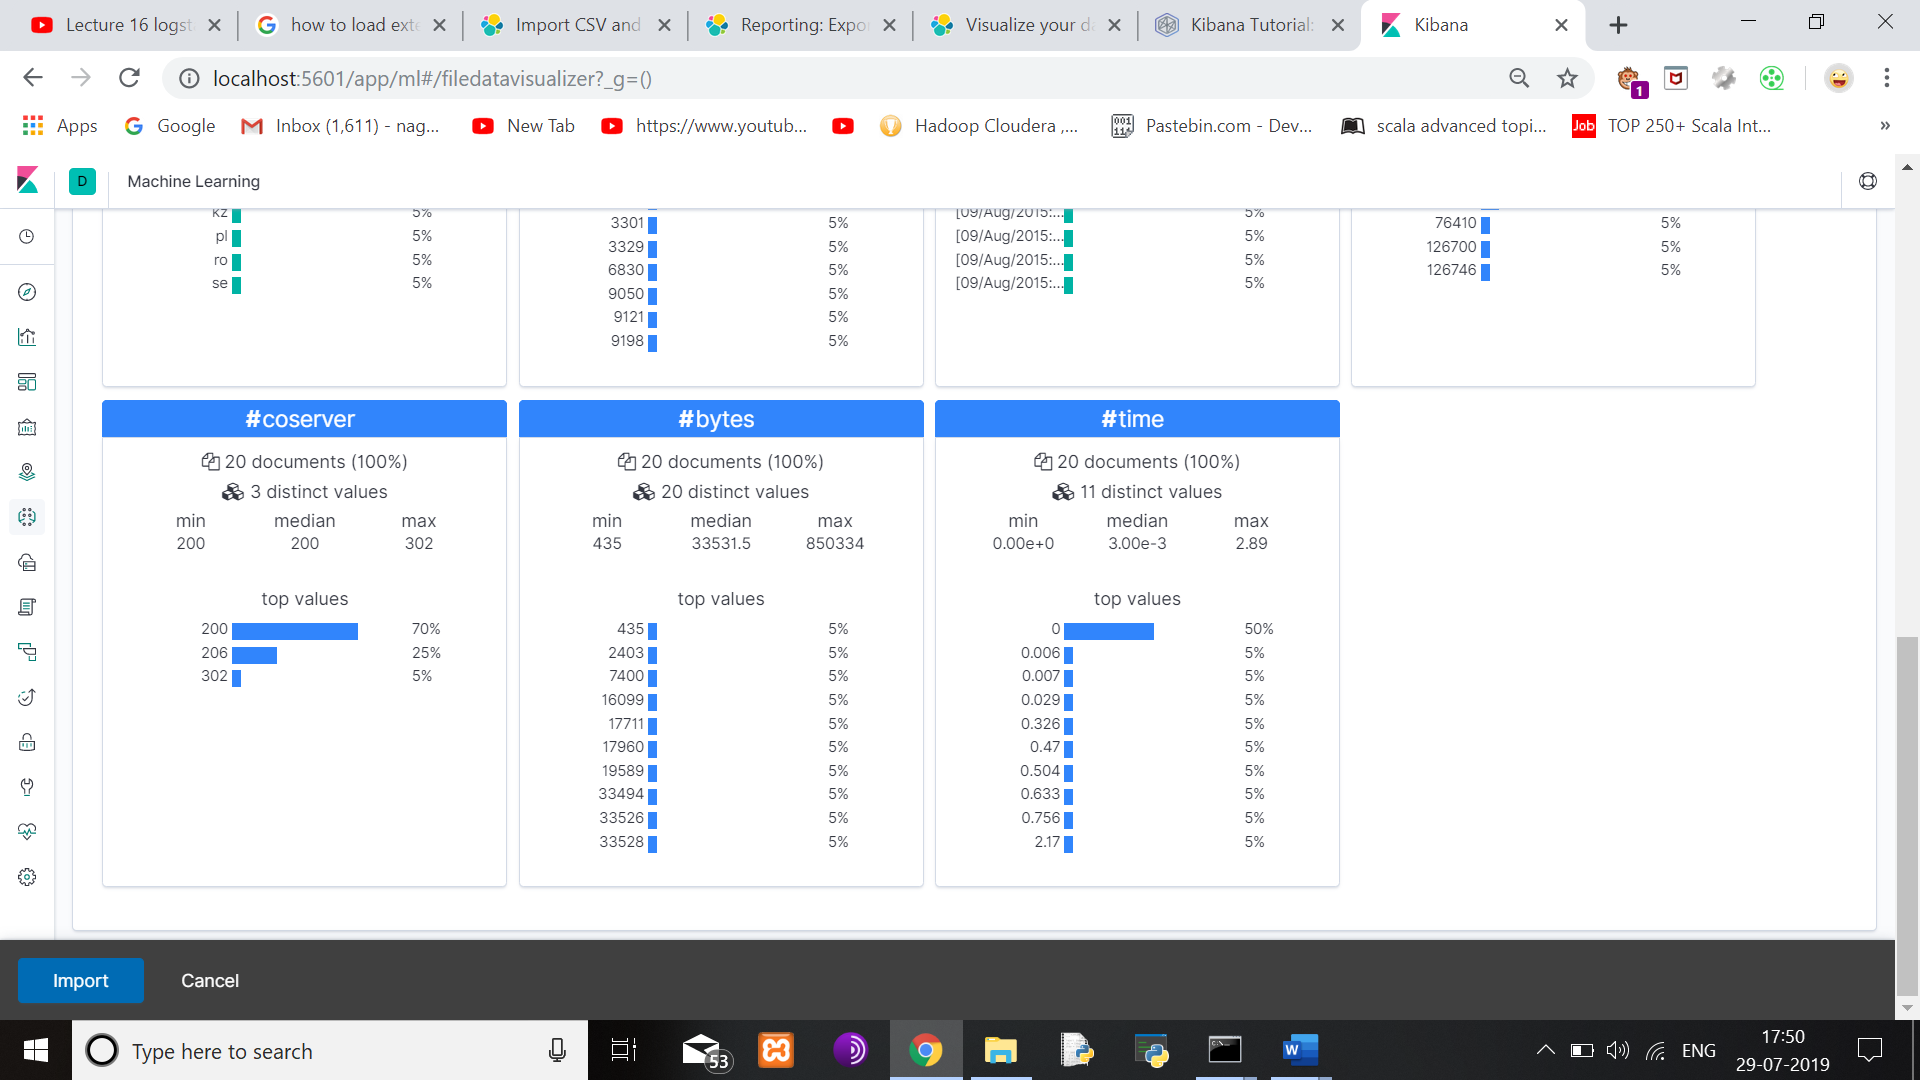 Lecture 16 logst
how to load exte
Import CSV and
Reporting: Expo
Visualize your da
Kibana Tutorial:
Kibana
localhost:5601/app/ml#/filedatavisualizer?_g=()
1
Apps
Google
Inbox (1,611) - nag...
New Tab
https://www.youtub...
Hadoop Cloudera ,...
Pastebin.com - Dev...
scala advanced topi...
Job
TOP 250+ Scala Int...
»
D
Machine Learning
kz 5%
pl 5%
ro 5%
se 5%
3301 5%
3329 5%
6830 5%
9050 5%
9121 5%
9198 5%
[09/Aug/2015:... 5%
[09/Aug/2015:... 5%
[09/Aug/2015:... 5%
[09/Aug/2015:... 5%
76410 5%
126700 5%
126746 5%
#coserver
20 documents (100%)
3 distinct values
min median max
200 200 302
top values
200 70%
206 25%
302 5%
#bytes
20 documents (100%)
20 distinct values
min median max
435 33531.5 850334
top values
435 5%
2403 5%
7400 5%
16099 5%
17711 5%
17960 5%
19589 5%
33494 5%
33526 5%
33528 5%
#time
20 documents (100%)
11 distinct values
min median max
0.00e+0 3.00e-3 2.89
top values
0 50%
0.006 5%
0.007 5%
0.029 5%
0.326 5%
0.47 5%
0.504 5%
0.633 5%
0.756 5%
2.17 5%
Import
Cancel
Type here to search
53
ENG
17:50
29-07-2019